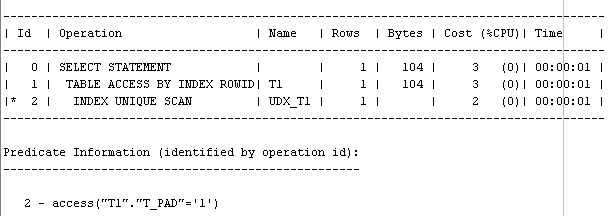 --------------------------------------------------------------------------------------
| Id  | Operation                   | Name   | Rows  | Bytes | Cost (%CPU)| Time     |
--------------------------------------------------------------------------------------
|   0 | SELECT STATEMENT            |        |     1 |   104 |     3   (0)| 00:00:01 |
|   1 |  TABLE ACCESS BY INDEX ROWID| T1     |     1 |   104 |     3   (0)| 00:00:01 |
|*  2 |   INDEX UNIQUE SCAN         | UDX_T1 |     1 |       |     2   (0)| 00:00:01 |
--------------------------------------------------------------------------------------
Predicate Information (identified by operation id):
---------------------------------------------------
2 - access("T1"."T_PAD"='1')